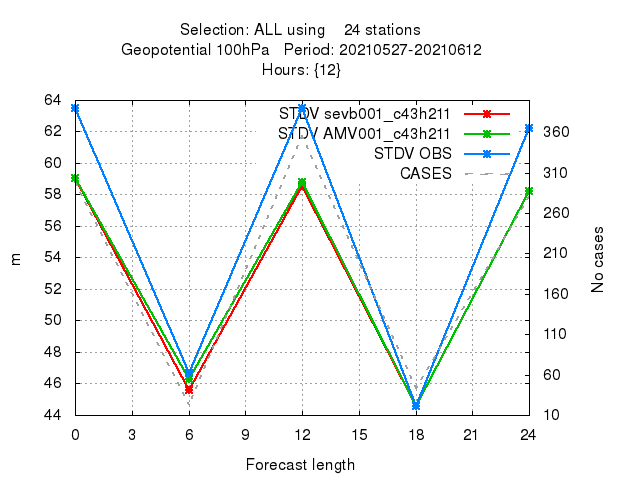 Selection: ALL using 24 stations
Geopotential 100hPa Period: 20210527-20210612
Hours: {12}
STDV sevb001_c43h211
STDV AMV001_c43h211
STDV OBS
CASES
64
62
60
58
56
54
52
50
48
46
44
m
360
310
260
210
160
110
60
10
No cases
0 3 6 9 12 15 18 21 24
Forecast length